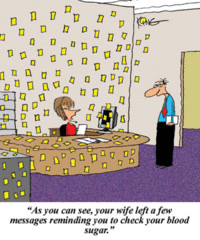 "As you can see, your wife left a few
messages reminding you to check your blood
sugar."